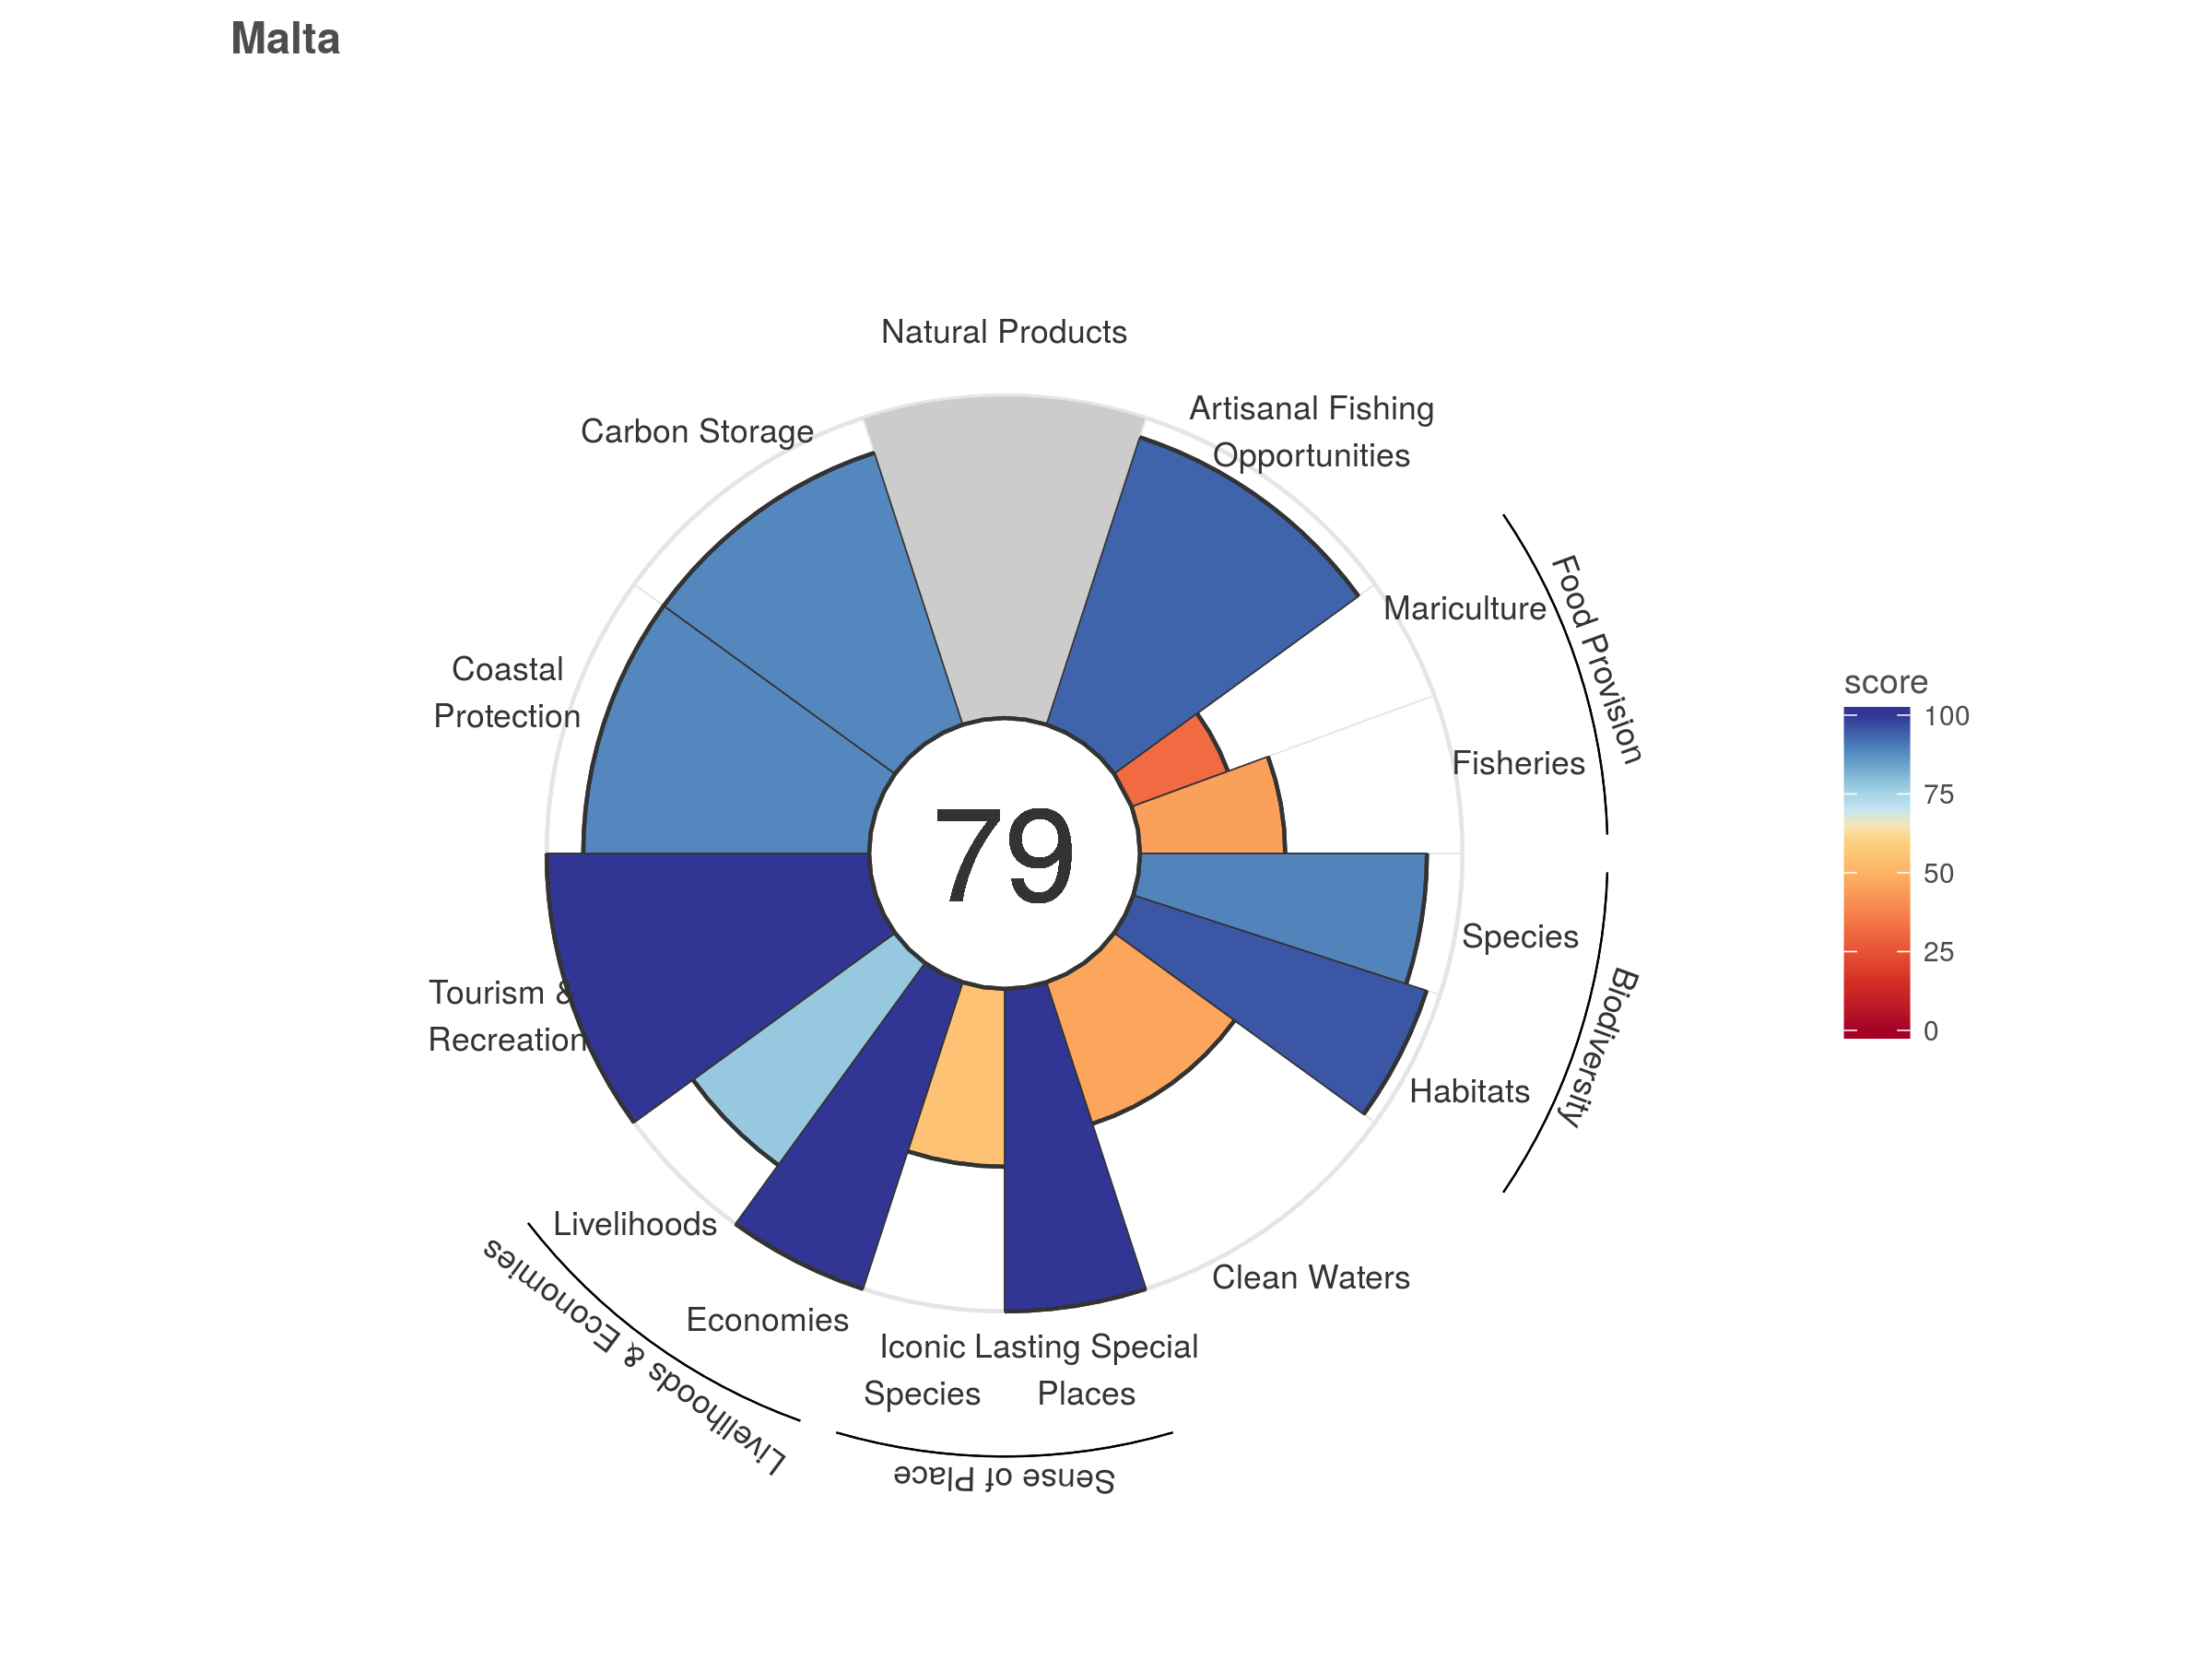 Malta
Natural Products
Artisanal Fishing
Opportunities
Carbon Storage
Mariculture
Food Provision
Coastal
Protection
Fisheries
score
100
75
50
25
0
79
Species
Biodiversity
Tourism &
Recreation
Habitats
Livelihoods
Clean Waters
Livelihoods & Economies
Economies
Iconic
Species
Lasting Special
Places
Sense of Place